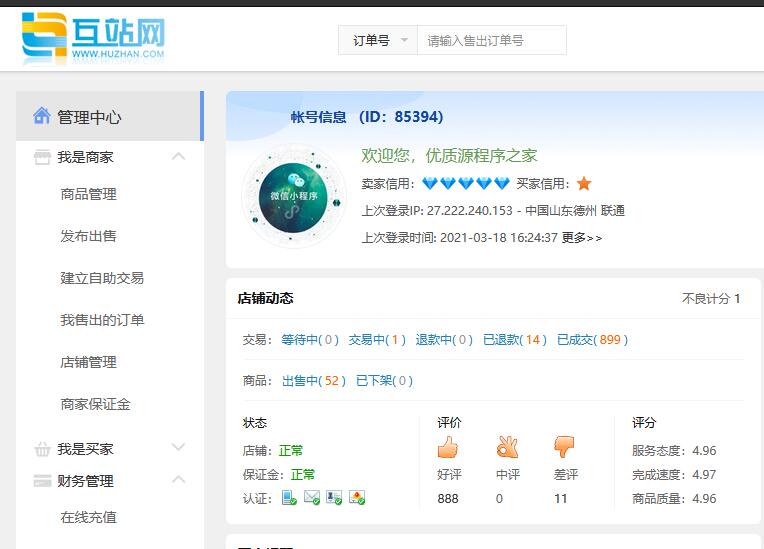 互站网
WWW.HUZHAN.COM
订单号 请输入售出订单号
管理中心
我是商家
商品管理
发布出售
建立自助交易
我售出的订单
店铺管理
商家保证金
我是买家
财务管理
在线充值
帐号信息 （ID：85394）
微信小程序
欢迎您，优质源程序之家
卖家信用： 买家信用：
上次登录IP: 27.222.240.153 - 中国山东德州 联通
上次登录时间: 2021-03-18 16:24:37 更多>>
店铺动态 不良计分 1
交易： 等待中( 0 ) 交易中( 1 ) 退款中( 0 ) 已退款( 14 ) 已成交( 899 )
商品： 出售中( 52 ) 已下架( 0 )
状态 评价 评分
店铺：正常 服务态度：4.96
保证金：正常 好评 中评 差评 完成速度：4.97
认证： 888 0 11 商品质量：4.96